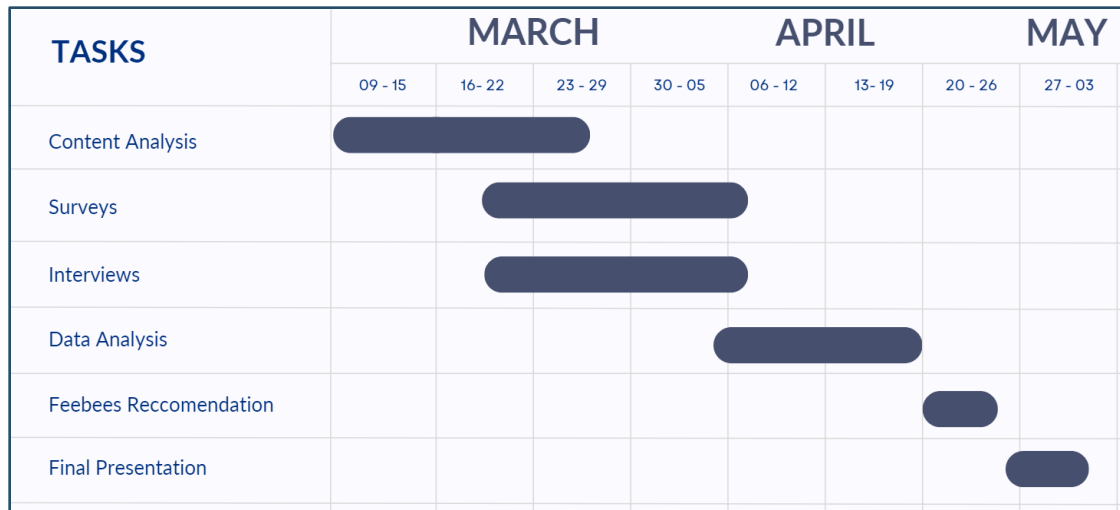 TASKS
MARCH APRIL MAY
09 - 15 16- 22 23 - 29 30 - 05 06 - 12 13- 19 20 - 26 27 - 03
Content Analysis
Surveys
Interviews
Data Analysis
Feebees Reccomendation
Final Presentation